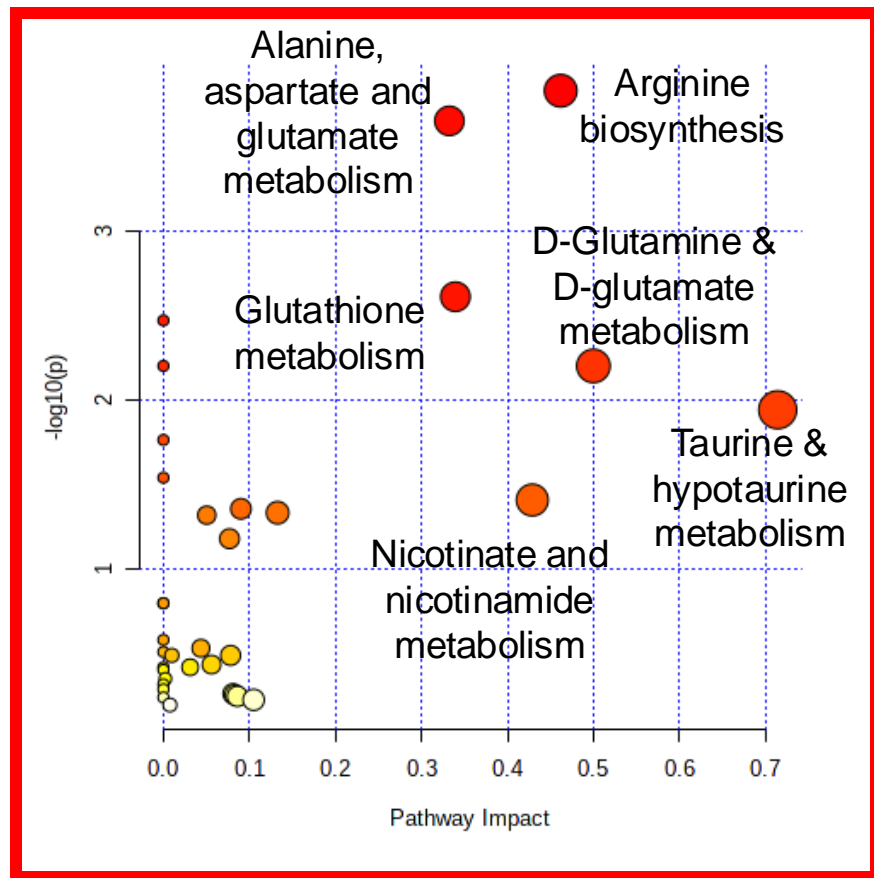 Alanine,
aspartate and
glutamate
metabolism
Arginine
biosynthesis
D-Glutamine &
D-glutamate
metabolism
Glutathione
metabolism
Taurine &
hypotaurine
metabolism
Nicotinate and
nicotinamide
metabolism
-log10(p)
3
2
1
0.0 0.1 0.2 0.3 0.4 0.5 0.6 0.7
Pathway Impact